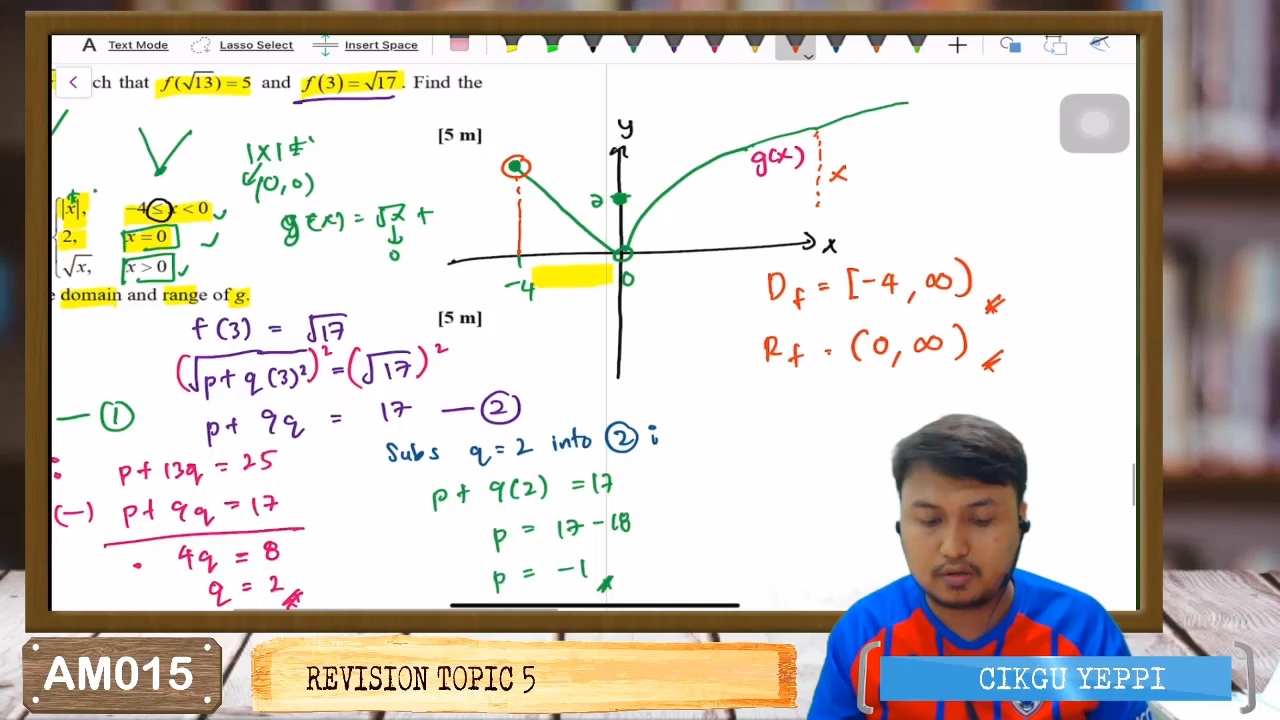 A Text Mode Lasso Select Insert Space
ch that f(√13) = 5 and f(3) = √17. Find the
[5 m]
|x|
(0, 0)
g(x) = √x +
0
|x|, -4 ≤ x < 0
2, x = 0
√x, x > 0
domain and range of g.
[5 m]
y
2
g(x)
x
x
-4
0
D_f = [-4, ∞)
R_f = (0, ∞)
f(3) = √17
(√p + q(3)²)² = (√17)²
— ①
p + 9q = 17 — ②
: p + 13q = 25
(−) p + 9q = 17
4q = 8
q = 2
Subs q = 2 into ② :
p + 9(2) = 17
p = 17 - 18
p = -1
AM015
REVISION TOPIC 5
CIKGU YEPPI